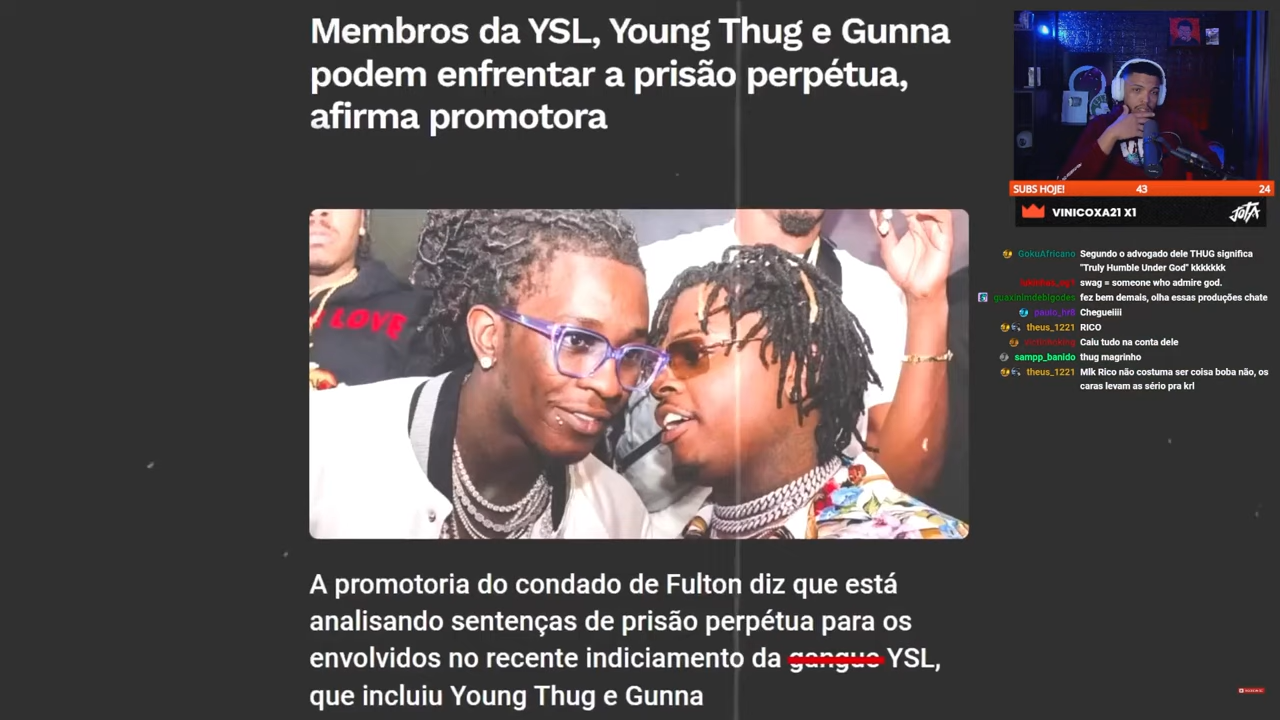 Membros da YSL, Young Thug e Gunna
podem enfrentar a prisão perpétua,
afirma promotora
LOVE
A promotoria do condado de Fulton diz que está
analisando sentenças de prisão perpétua para os
envolvidos no recente indiciamento da gangue YSL,
que incluiu Young Thug e Gunna
SUBS HOJE! 43 24
VINICOXA21 X1 JOTA
GokuAfricano Segundo o advogado dele THUG significa
"Truly Humble Under God" kkkkkkk
swag = someone who admire god.
guaxinimdebigodes fez bem demais, olha essas produções chate
Chegueiiii
theus_1221 RICO
Caiu tudo na conta dele
sampp_banido thug magrinho
theus_1221 Mlk Rico não costuma ser coisa boba não, os
caras levam as sério pra krl